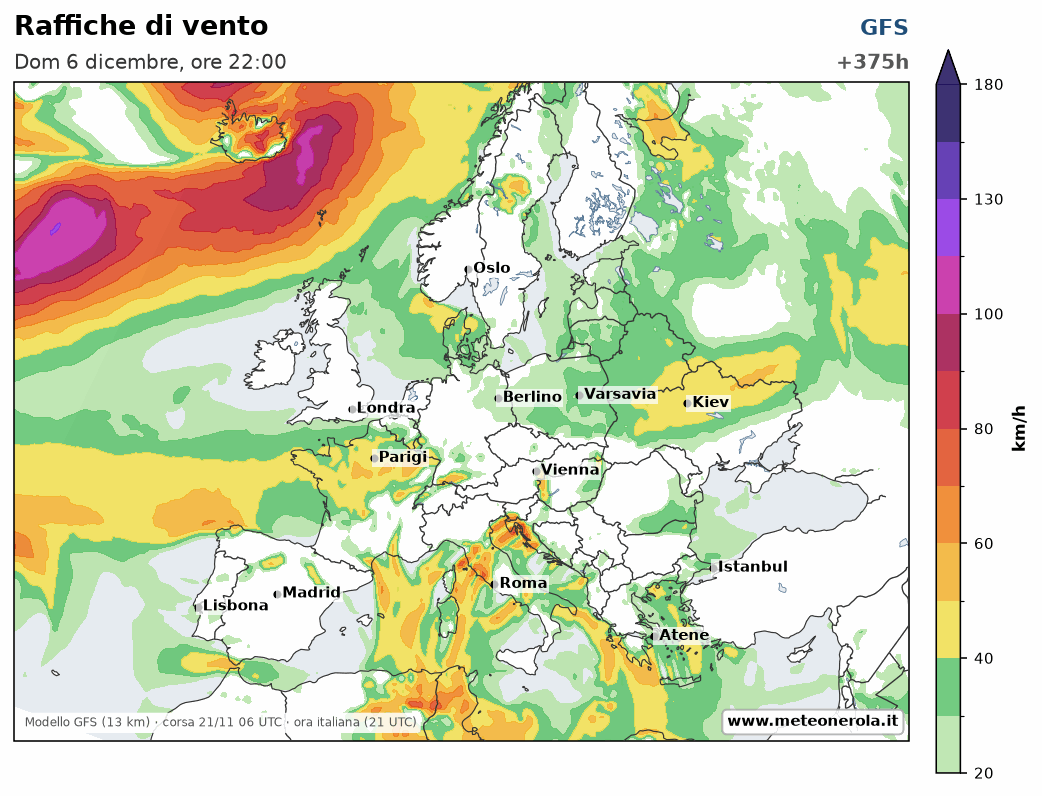 Raffiche di vento
GFS
Dom 6 dicembre, ore 22:00
+375h
180
130
100
80
60
40
20
km/h
Oslo
Berlino
Varsavia
Kiev
Londra
Parigi
Vienna
Istanbul
Madrid
Roma
Lisbona
Atene
Modello GFS (13 km) · corsa 21/11 06 UTC · ora italiana (21 UTC)
www.meteonerola.it